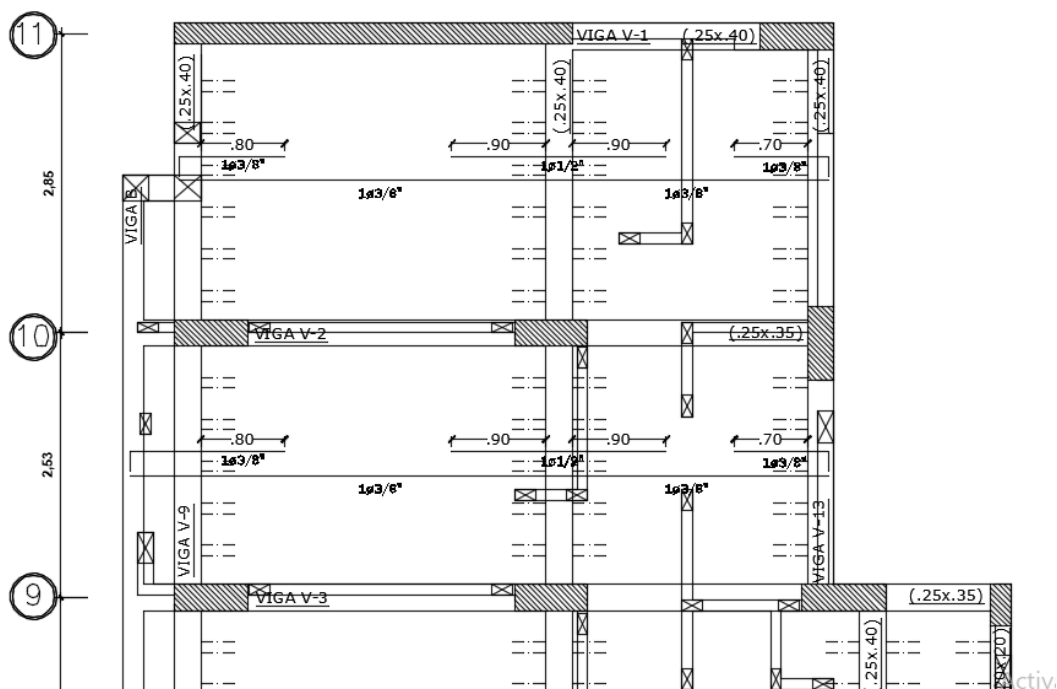 11
VIGA V-1
(.25x.40)
(.25x.40)
(.25x.40)
(.25x.40)
.80
.90
.90
.70
1ø3/8"
1ø1/2"
1ø3/8"
2,85
1ø3/8"
1ø3/8"
VIGA B
10
VIGA V-2
(.25x.35)
.80
.90
.90
.70
1ø3/8"
1ø1/2"
1ø3/8"
2,53
1ø3/8"
1ø3/8"
VIGA V-9
VIGA V-13
9
VIGA V-3
(.25x.35)
.25x.40)
Activa